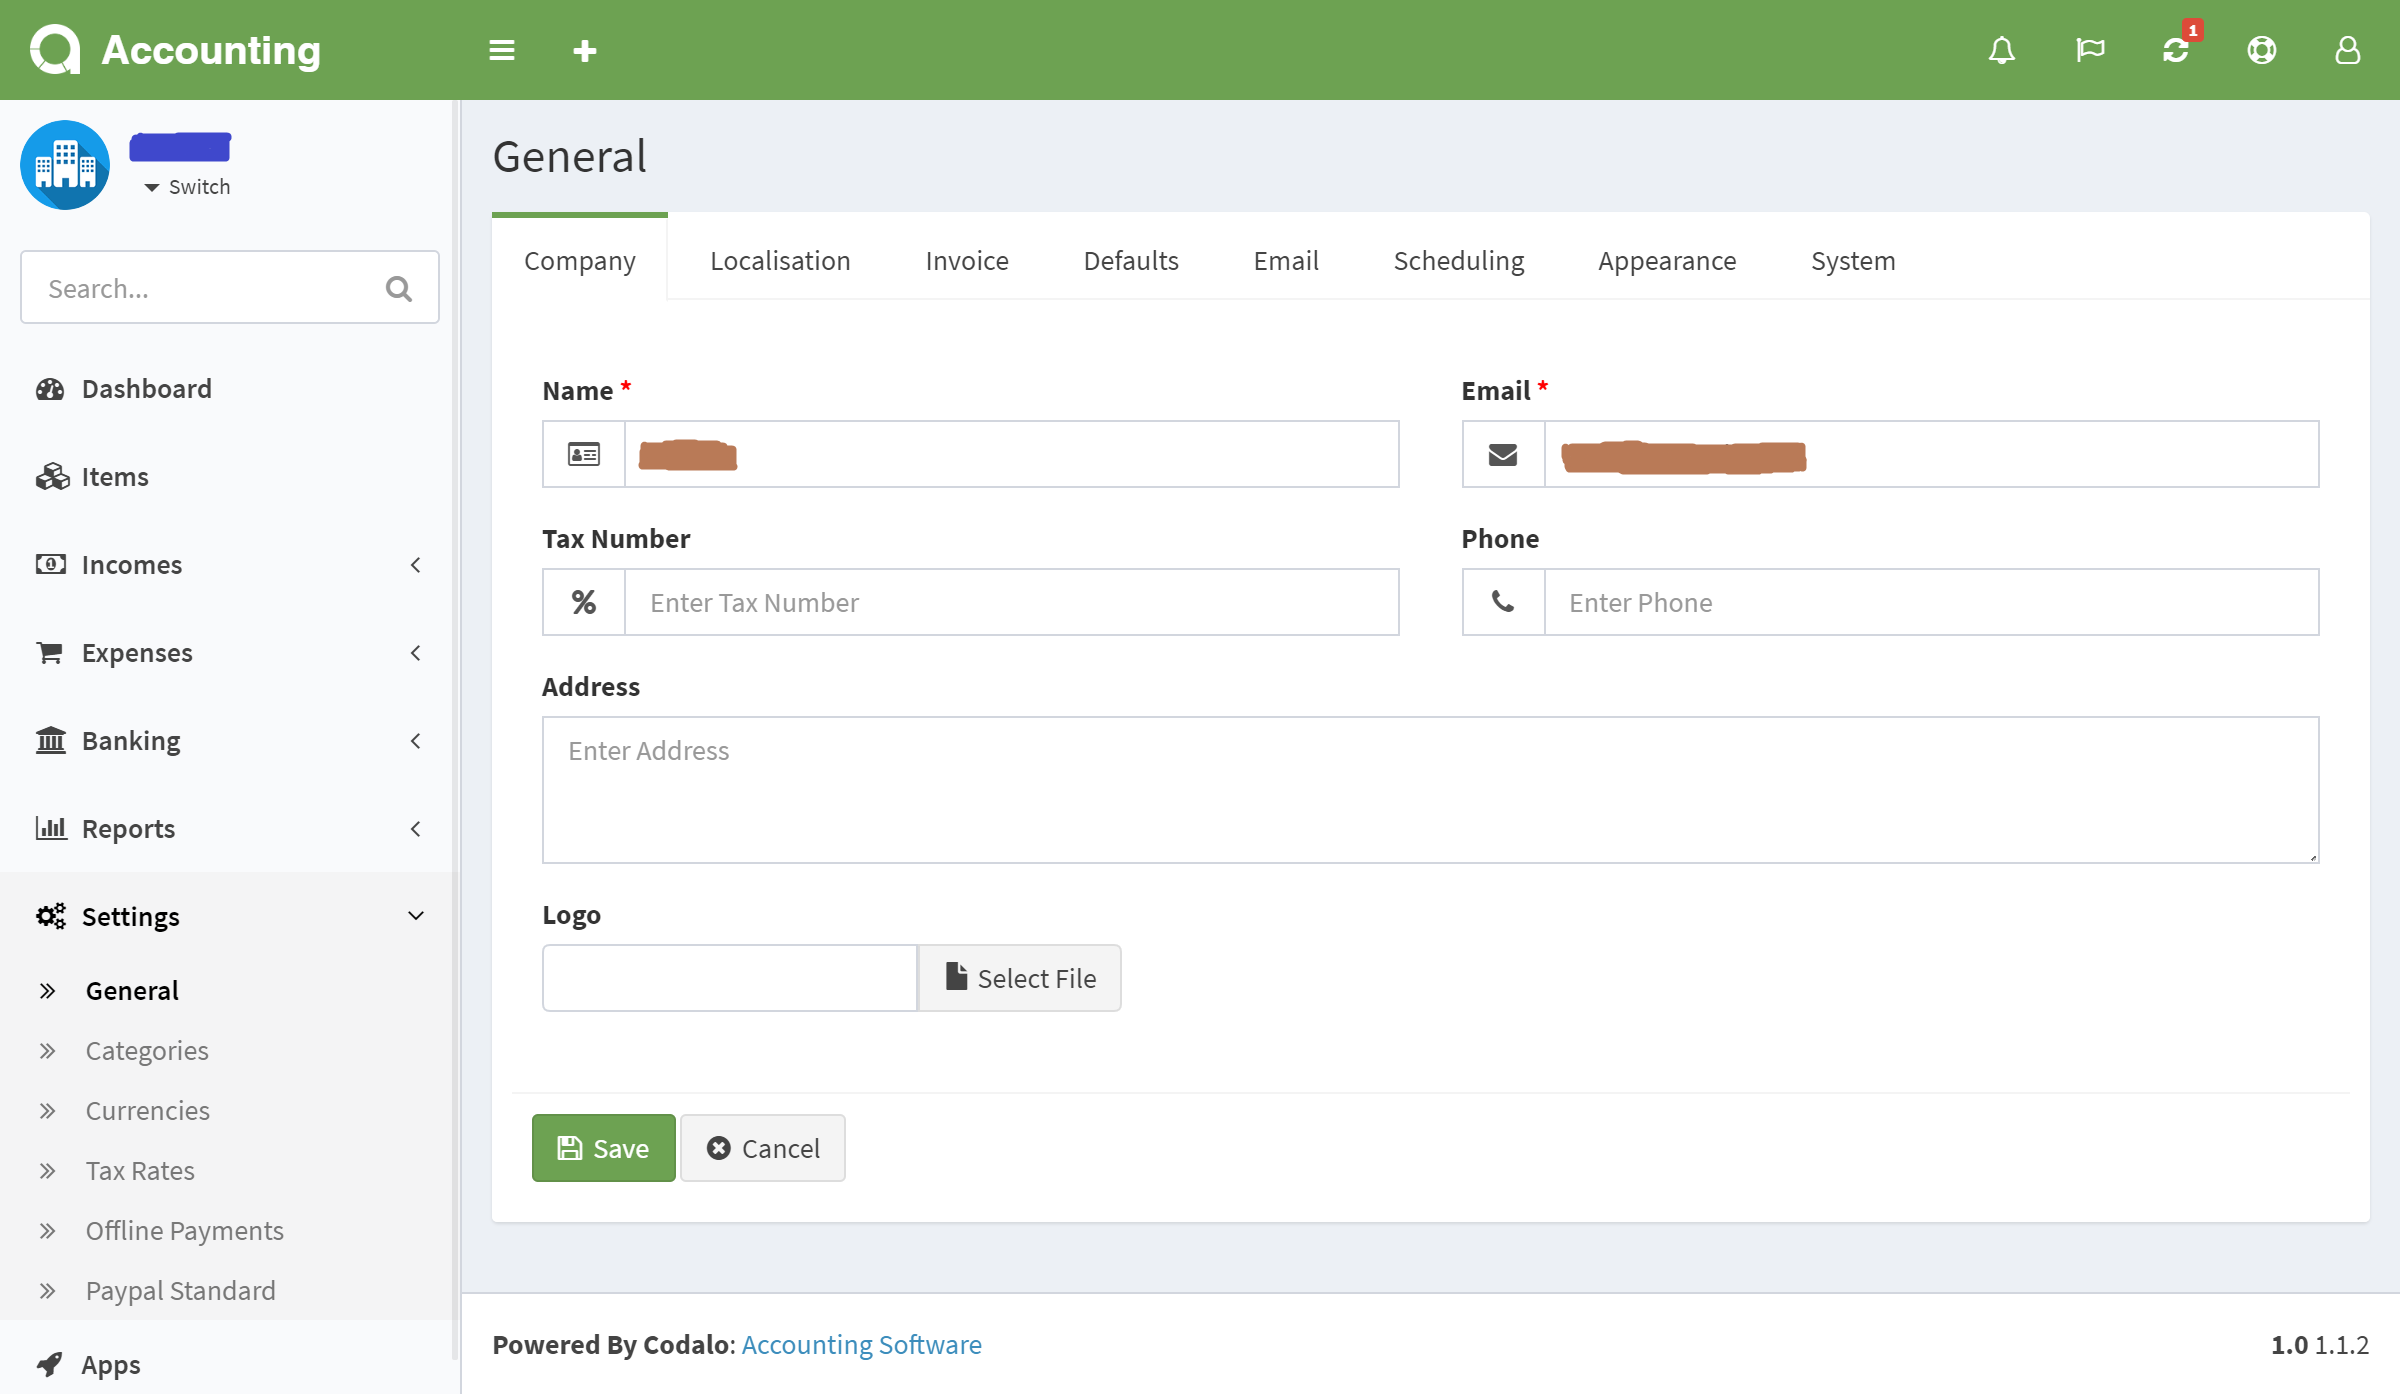 Accounting
1
Switch
Search...
Dashboard
Items
Incomes
Expenses
Banking
Reports
Settings
General
Categories
Currencies
Tax Rates
Offline Payments
Paypal Standard
Apps
General
Company Localisation Invoice Defaults Email Scheduling Appearance System
Name * Email *
Tax Number Phone
Enter Tax Number Enter Phone
Address
Enter Address
Logo
Select File
Save Cancel
Powered By Codalo: Accounting Software 1.0 1.1.2